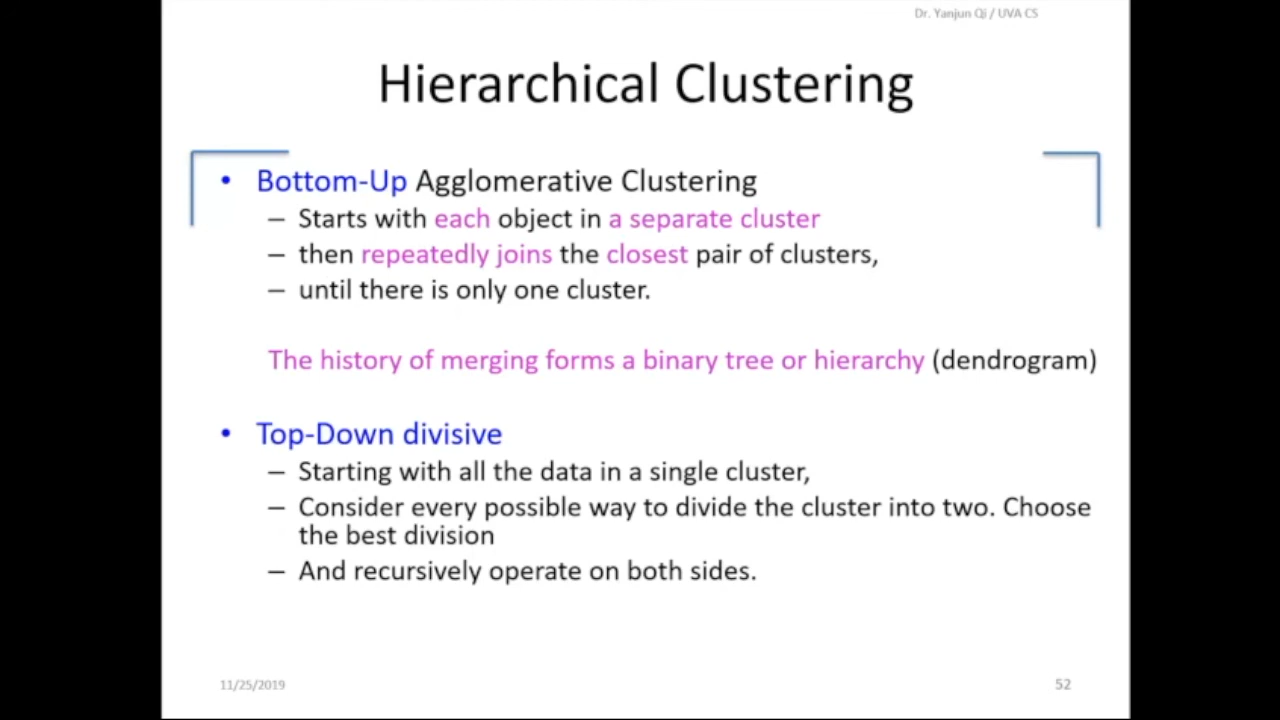 Dr. Yanjun Qi / UVA CS
Hierarchical Clustering
• Bottom-Up Agglomerative Clustering
– Starts with each object in a separate cluster
– then repeatedly joins the closest pair of clusters,
– until there is only one cluster.
The history of merging forms a binary tree or hierarchy (dendrogram)
• Top-Down divisive
– Starting with all the data in a single cluster,
– Consider every possible way to divide the cluster into two. Choose
the best division
– And recursively operate on both sides.
11/25/2019
52